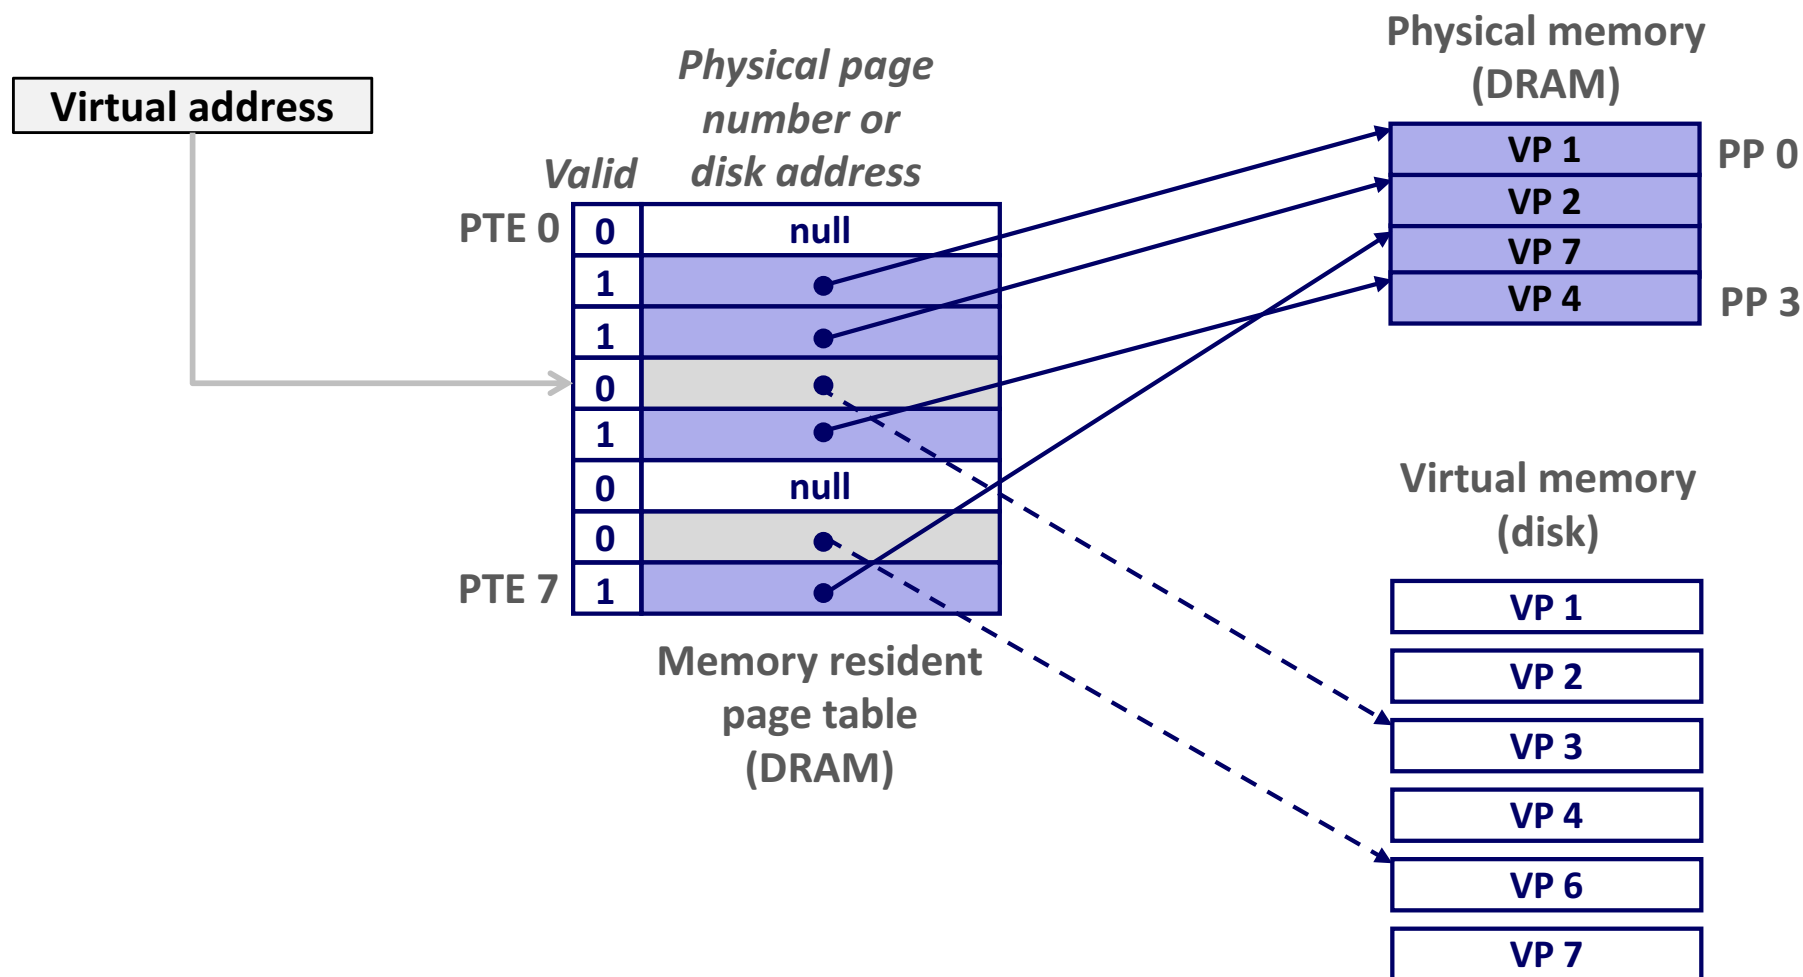 Virtual address
Physical page
number or
disk address
Valid
PTE 0
0
null
1
1
0
1
0
null
0
PTE 7
1
Memory resident
page table
(DRAM)
Physical memory
(DRAM)
VP 1
PP 0
VP 2
VP 7
VP 4
PP 3
Virtual memory
(disk)
VP 1
VP 2
VP 3
VP 4
VP 6
VP 7